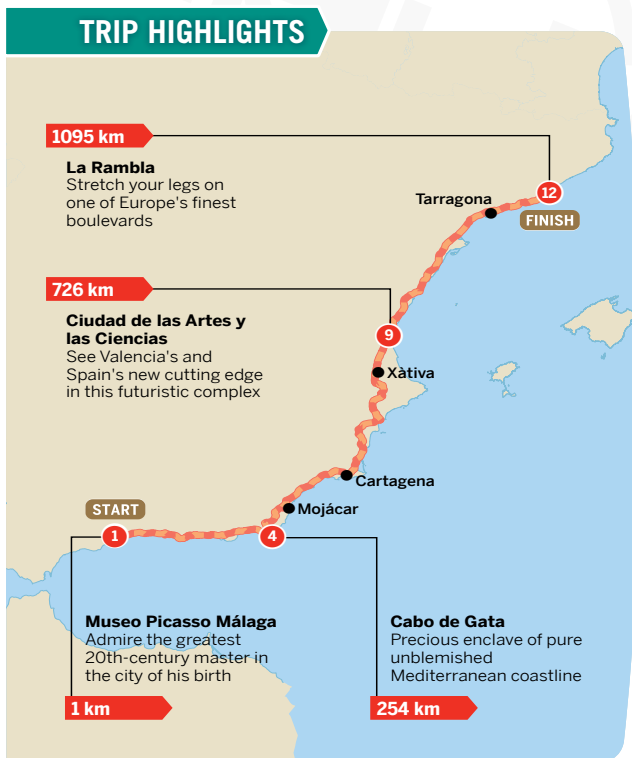 TRIP HIGHLIGHTS
1095 km
La Rambla
Stretch your legs on
one of Europe's finest
boulevards
12
Tarragona
FINISH
726 km
Ciudad de las Artes y
las Ciencias
See Valencia's and
Spain's new cutting edge
in this futuristic complex
9
Xàtiva
Cartagena
Mojácar
START
1
4
Museo Picasso Málaga
Admire the greatest
20th-century master in
the city of his birth
1 km
Cabo de Gata
Precious enclave of pure
unblemished
Mediterranean coastline
254 km